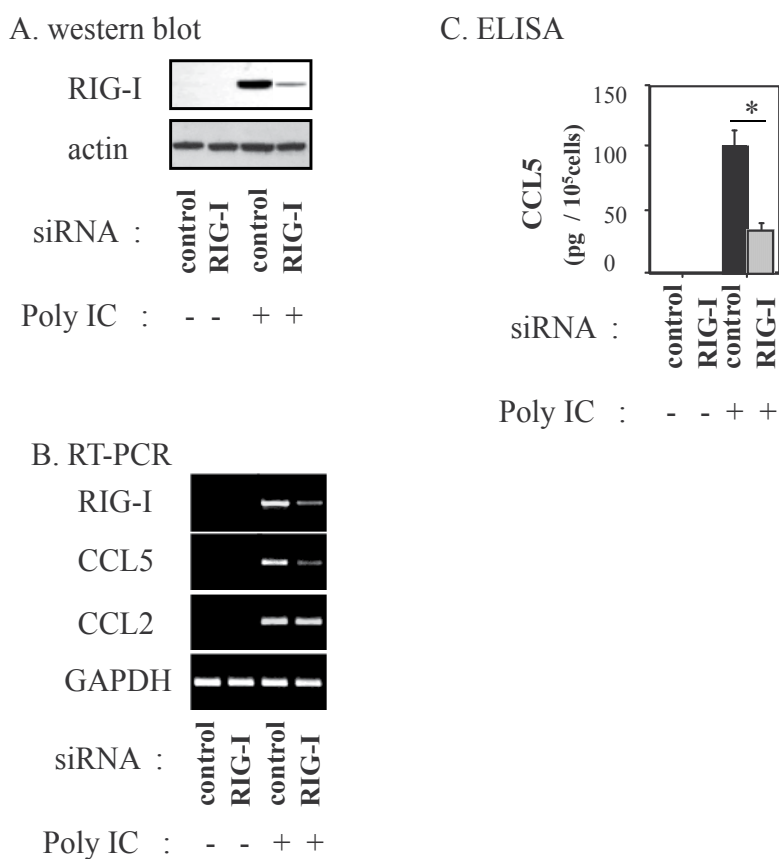 A. western blot
RIG-I
actin
siRNA :
control
RIG-I
control
RIG-I
Poly IC : - - + +
C. ELISA
CCL5
(pg / 10⁵cells)
150
100
50
0
*
siRNA :
control
RIG-I
control
RIG-I
Poly IC : - - + +
B. RT-PCR
RIG-I
CCL5
CCL2
GAPDH
siRNA :
control
RIG-I
control
RIG-I
Poly IC : - - + +